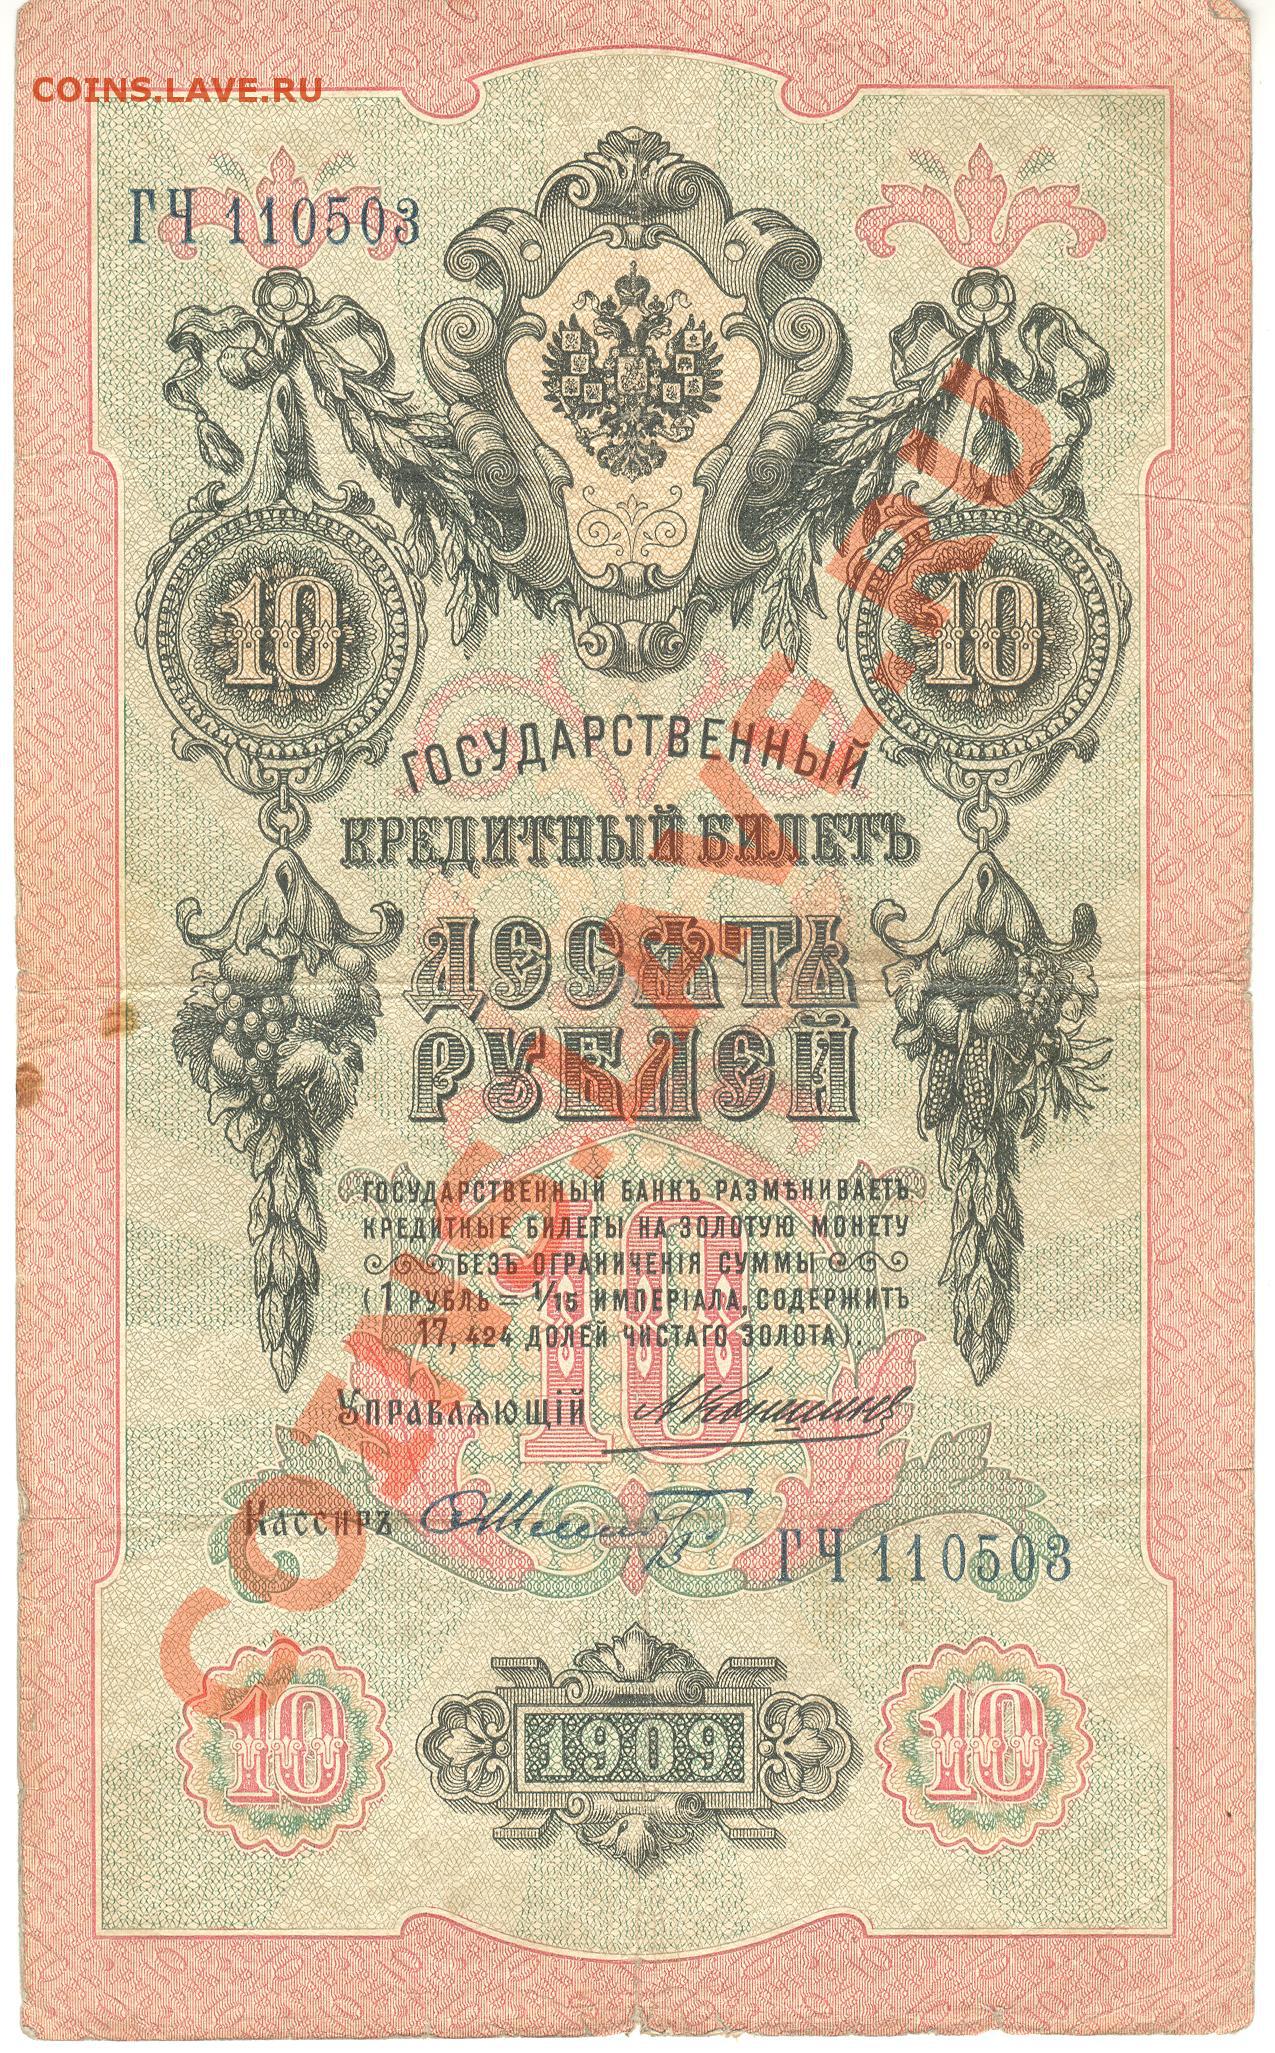 COINS.LAVE.RU
ГЧ 110503
10
10
ГОСУДАРСТВЕННЫЙ
КРЕДИТНЫЙ БИЛЕТЪ
ДЕСЯТЬ
РУБЛЕЙ
ГОСУДАРСТВЕННЫЙ БАНКЪ РАЗМѢНИВАЕТЪ
КРЕДИТНЫЕ БИЛЕТЫ НА ЗОЛОТУЮ МОНЕТУ
БЕЗЪ ОГРАНИЧЕНІЯ СУММЫ
(1 РУБЛЬ = 1/15 ИМПЕРІАЛА, СОДЕРЖИТЪ
17,424 ДОЛЕЙ ЧИСТАГО ЗОЛОТА).
10
УПРАВЛЯЮЩІЙ
КАССИРЪ
ГЧ 110503
10
1909
10
COINS.LAVE.RU